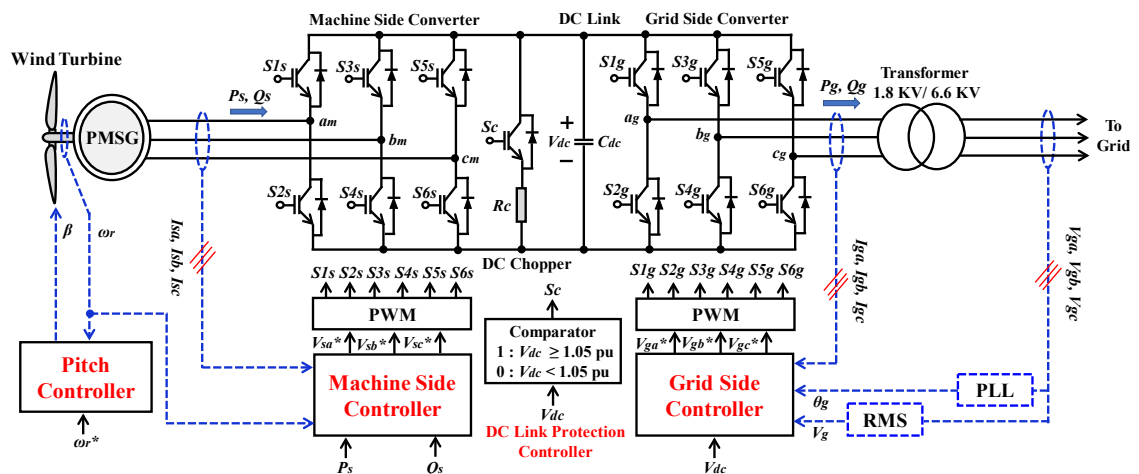 Machine Side Converter
DC Link
Grid Side Converter
Wind Turbine
S1s
S3s
S5s
S1g
S3g
S5g
Transformer
1.8 KV/ 6.6 KV
Ps, Qs
Pg, Qg
PMSG
am
bm
cm
Sc
+
Vdc
–
Cdc
ag
bg
cg
To
Grid
S2s
S4s
S6s
Rc
S2g
S4g
S6g
β
ωr
Isa, Isb, Isc
Iga, Igb, Igc
Vga, Vgb, Vgc
DC Chopper
S1s S2s S3s S4s S5s S6s
Sc
S1g S2g S3g S4g S5g S6g
PWM
PWM
Vsa* Vsb* Vsc*
Comparator
1 : Vdc ≥ 1.05 pu
0 : Vdc < 1.05 pu
Vga* Vgb* Vgc*
Pitch
Controller
Machine Side
Controller
Grid Side
Controller
θg
PLL
Vg
RMS
Vdc
DC Link Protection
Controller
ωr*
Ps
Qs
Vdc